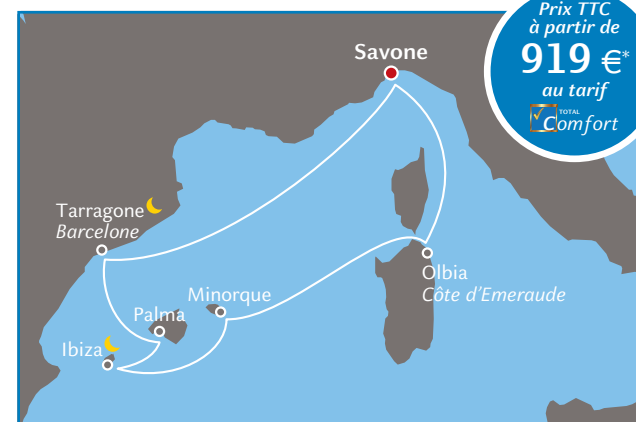 Prix TTC
à partir de
919 €*
au tarif
TOTAL
Comfort
Savone
Tarragone
Barcelone
Minorque
Palma
Ibiza
Olbia
Côte d'Emeraude